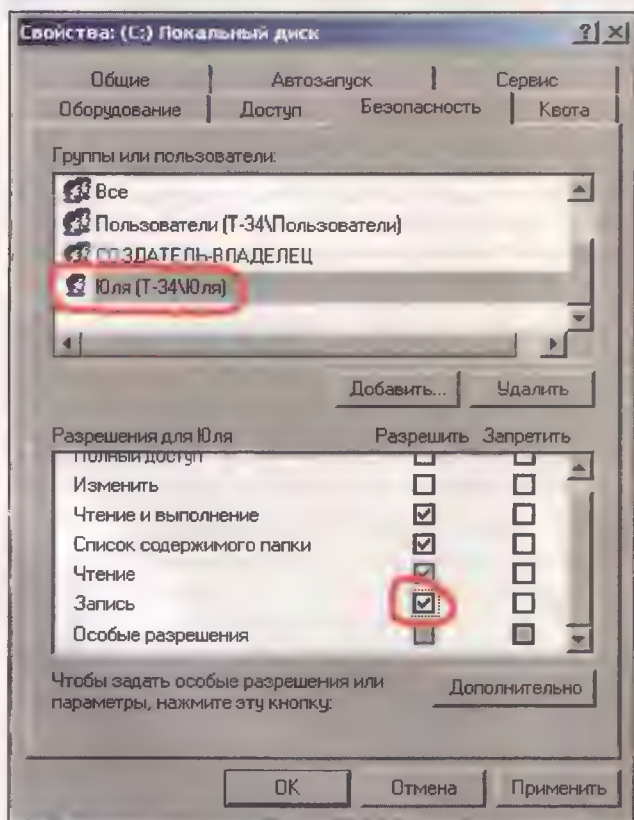 Свойства: (C:) Локальный диск
Общие Автозапуск Сервис
Оборудование Доступ Безопасность Квота
Группы или пользователи:
Все
Пользователи (T-34\Пользователи)
СОЗДАТЕЛЬ-ВЛАДЕЛЕЦ
Юля (T-34\Юля)
Добавить... Удалить
Разрешения для Юля Разрешить Запретить
Полный доступ
Изменить
Чтение и выполнение
Список содержимого папки
Чтение
Запись
Особые разрешения
Чтобы задать особые разрешения или
параметры, нажмите эту кнопку:
Дополнительно
OK Отмена Применить